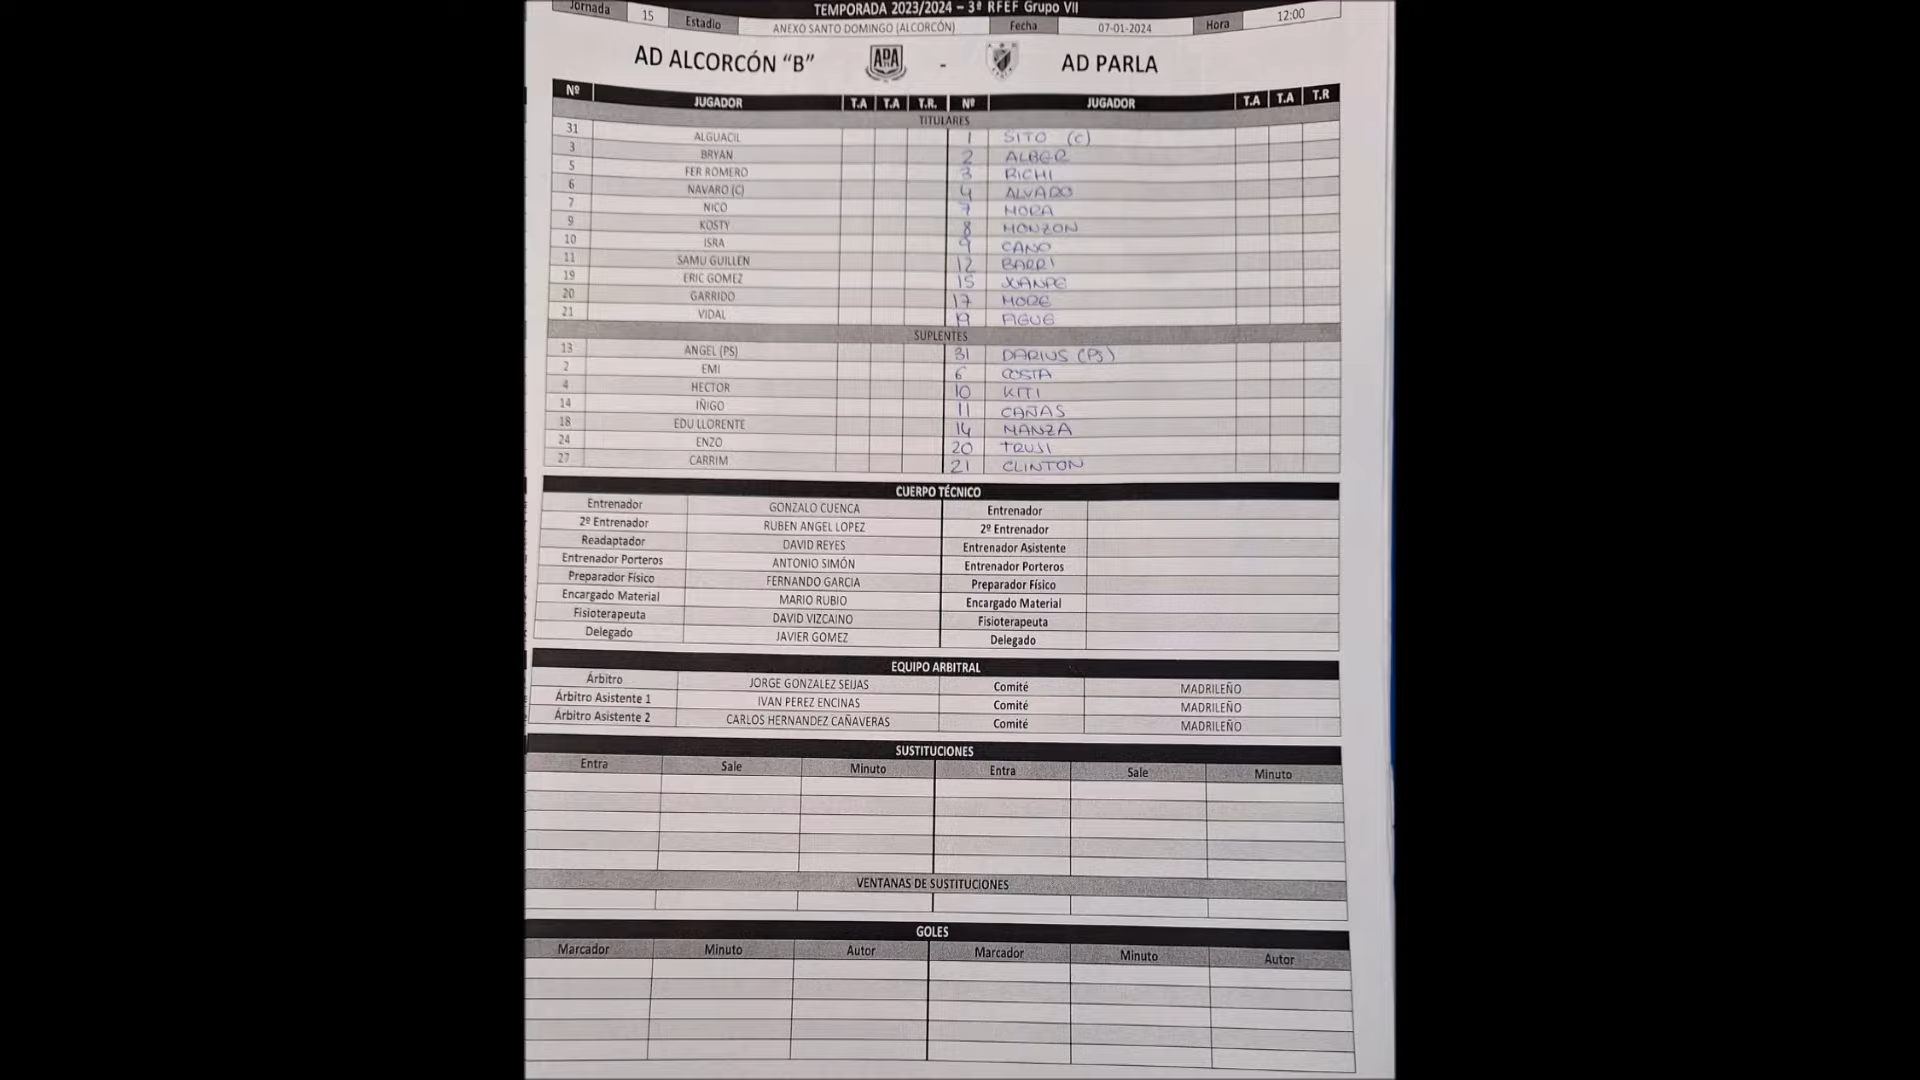 TEMPORADA 2023/2024 – 3ª RFEF Grupo VII
Jornada 15 Estadio ANEXO SANTO DOMINGO (ALCORCÓN) Fecha 07-01-2024 Hora 12:00
AD ALCORCÓN “B” ADA - AD PARLA
Nº JUGADOR T.A T.A T.R. Nº JUGADOR T.A T.A T.R
TITULARES
31 ALGUACIL 1 SITO (C)
3 BRYAN 2 ALBER
5 FER ROMERO 3 RICHI
6 NAVARO (C) 4 ALVARO
7 NICO 7 MORA
9 KOSTY 8 MONZON
10 ISRA 9 CANO
11 SAMU GUILLEN 12 BARRI
19 ERIC GOMEZ 15 JUANPE
20 GARRIDO 17 MORE
21 VIDAL 19 FIGUE
SUPLENTES
13 ANGEL (PS) 31 DARIUS (PS)
2 EMI 6 COSTA
4 HECTOR 10 KITI
14 IÑIGO 11 CAÑAS
18 EDU LLORENTE 14 MANZA
24 ENZO 20 TRUJI
27 CARRIM 21 CLINTON
CUERPO TÉCNICO
Entrenador GONZALO CUENCA Entrenador
2º Entrenador RUBEN ANGEL LOPEZ 2º Entrenador
Readaptador DAVID REYES Entrenador Asistente
Entrenador Porteros ANTONIO SIMÓN Entrenador Porteros
Preparador Físico FERNANDO GARCIA Preparador Físico
Encargado Material MARIO RUBIO Encargado Material
Fisioterapeuta DAVID VIZCAINO Fisioterapeuta
Delegado JAVIER GOMEZ Delegado
EQUIPO ARBITRAL
Árbitro JORGE GONZALEZ SEIJAS Comité MADRILEÑO
Árbitro Asistente 1 IVAN PEREZ ENCINAS Comité MADRILEÑO
Árbitro Asistente 2 CARLOS HERNANDEZ CAÑAVERAS Comité MADRILEÑO
SUSTITUCIONES
Entra Sale Minuto Entra Sale Minuto
VENTANAS DE SUSTITUCIONES
GOLES
Marcador Minuto Autor Marcador Minuto Autor